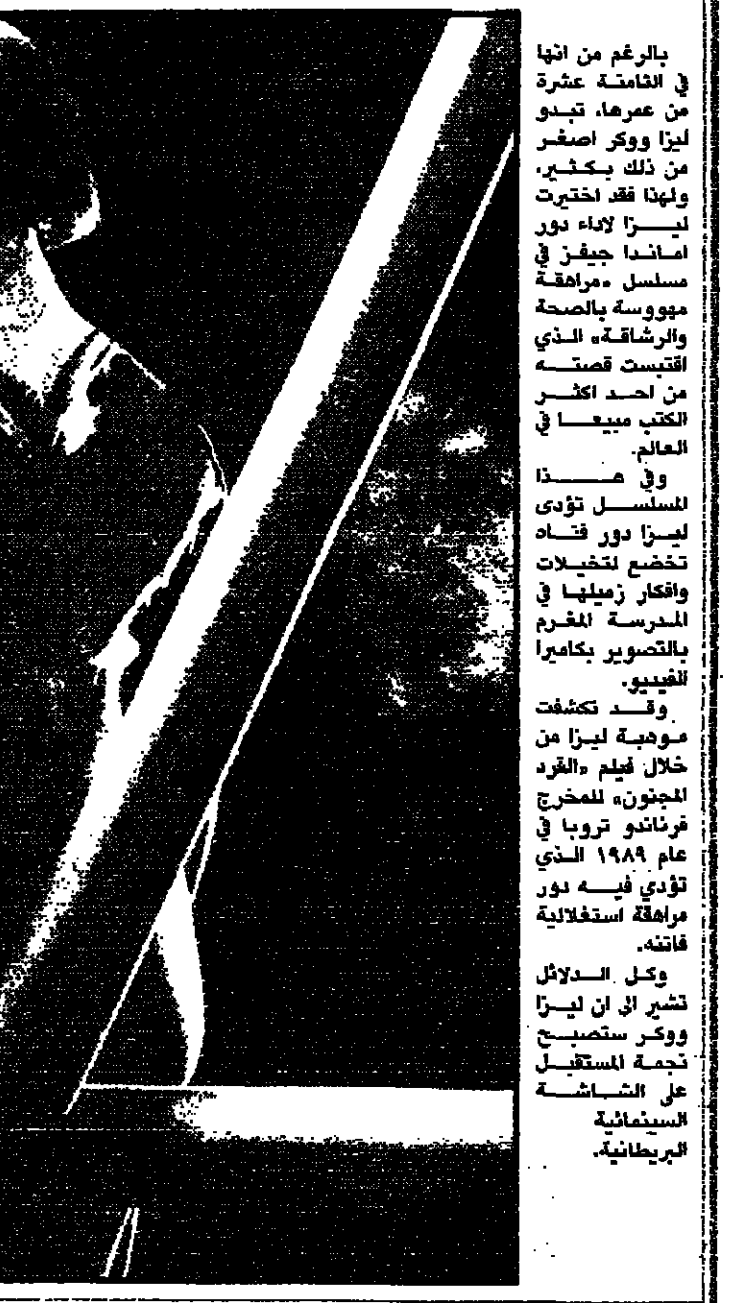 بالرغم من انها
في الثامنة عشرة
من عمرها، تبدو
ليزا ووكر اصغر
من ذلك بكثير،
ولهذا فقد اختيرت
ليزا لاداء دور
اماندا جيفز في
مسلسل «مراهقة
مهووسة بالصحة
والرشاقة» الذي
اقتبست قصته
من احد اكثر
الكتب مبيعا في
العالم.
وفي هذا
المسلسل تؤدى
ليزا دور فتاه
تخضع لتخيلات
وافكار زميلها في
المدرسة المغرم
بالتصوير بكاميرا
الفيديو.
وقد تكشفت
موهبة ليزا من
خلال فيلم «القرد
المجنون» للمخرج
فرناندو تروبا في
عام ١٩٨٩ الذي
تؤدي فيه دور
مراهقة استغلالية
فاتنه.
وكل الدلائل
تشير الى ان ليزا
ووكر ستصبح
نجمة المستقبل
على الشاشة
السينمائية
البريطانية.